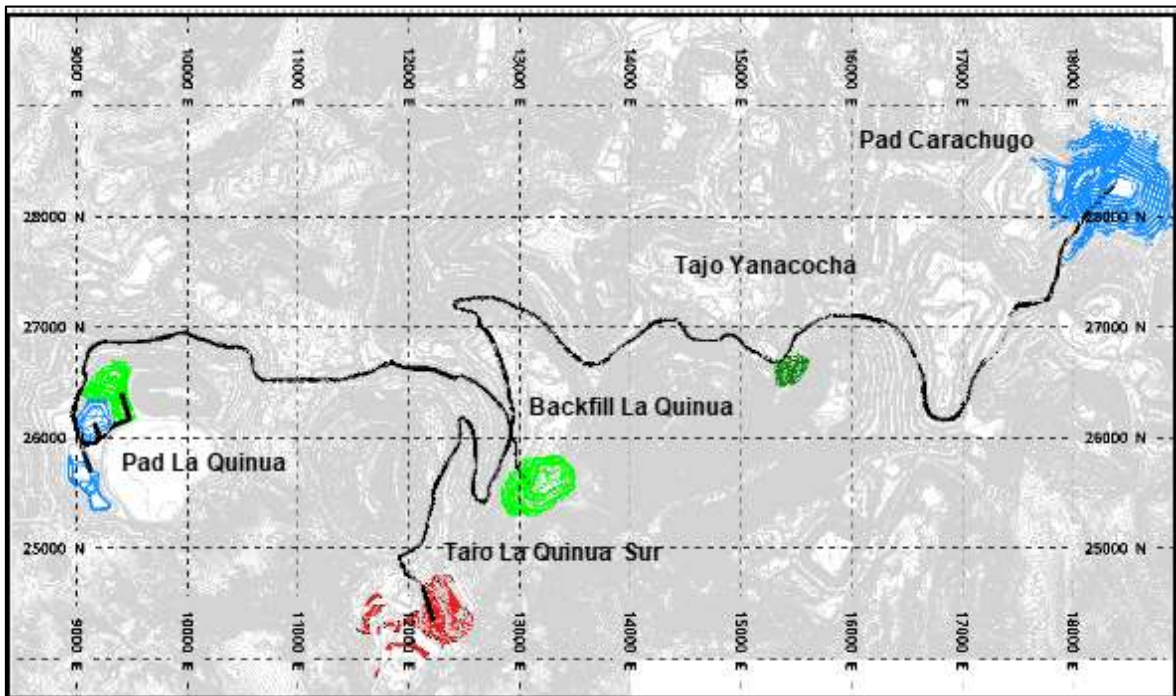 9000 E 10000 E 11000 E 12000 E 13000 E 14000 E 15000 E 16000 E 17000 E 18000 E
Pad Carachugo
28000 N 28000 N
Tajo Yanacocha
27000 N 27000 N
Backfill La Quinua
26000 N 26000 N
Pad La Quinua
25000 N 25000 N
Tajo La Quinua Sur
9000 E 10000 E 11000 E 12000 E 13000 E 14000 E 15000 E 16000 E 17000 E 18000 E